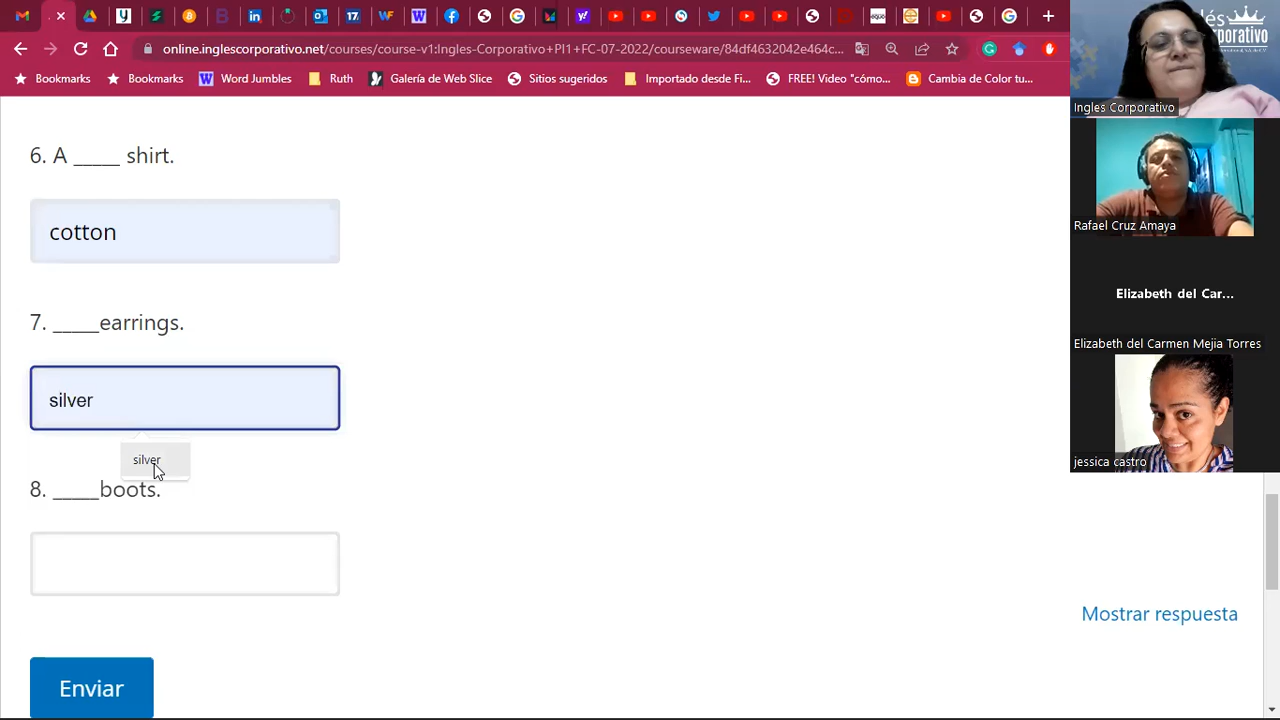 online.inglescorporativo.net/courses/course-v1:Ingles-Corporativo+PI1+FC-07-2022/courseware/84df4632042e464c...
Bookmarks
Bookmarks
Word Jumbles
Ruth
Galería de Web Slice
Sitios sugeridos
Importado desde Fi...
FREE! Video "cómo...
Cambia de Color tu...
6. A _____ shirt.
cotton
7. _____earrings.
silver
silver
8. _____boots.
Mostrar respuesta
Enviar
Ingles Corporativo
Rafael Cruz Amaya
Elizabeth del Car...
Elizabeth del Carmen Mejia Torres
jessica castro